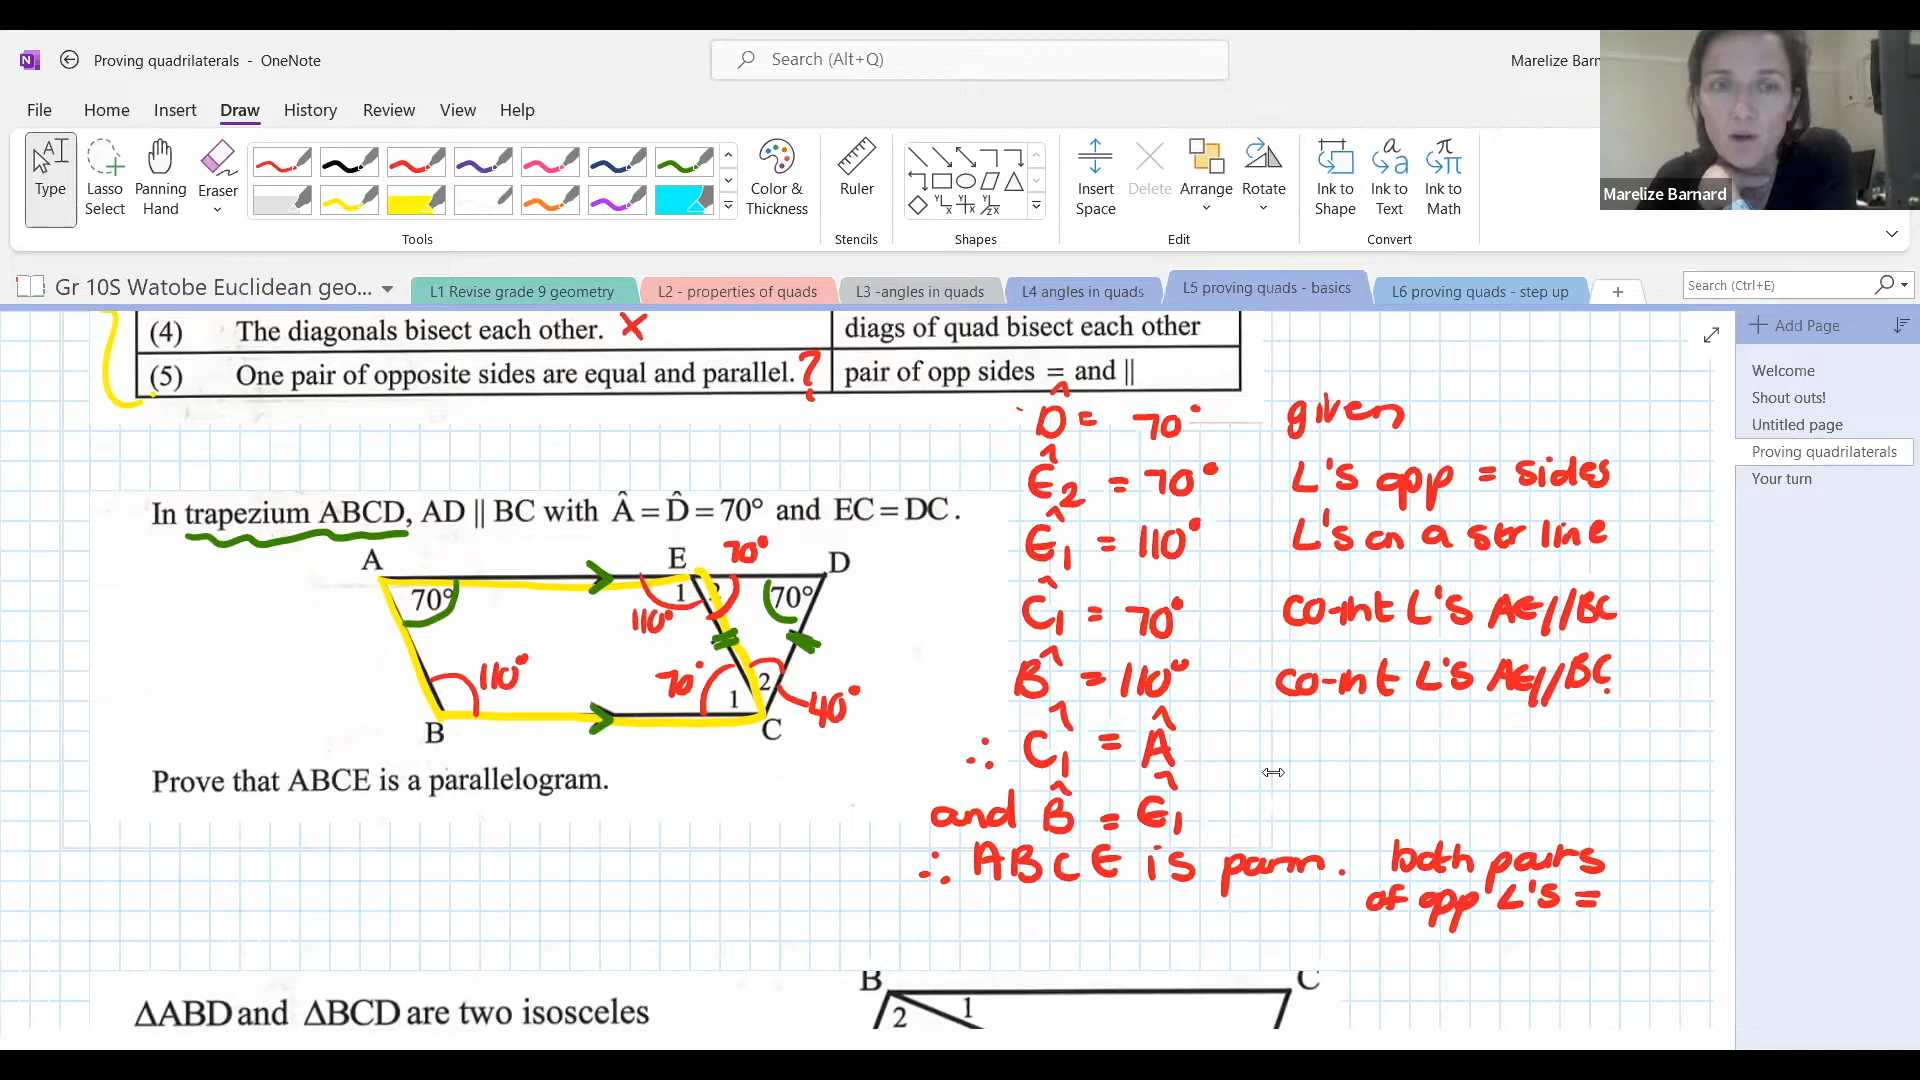 Proving quadrilaterals - OneNote
Search (Alt+Q)
Marelize Barn
File Home Insert Draw History Review View Help
Type
Lasso Select
Panning Hand
Eraser
Color & Thickness
Ruler
Insert Space
Delete
Arrange
Rotate
Ink to Shape
Ink to Text
Ink to Math
Marelize Barnard
Tools
Stencils
Shapes
Edit
Convert
Gr 10S Watobe Euclidean geo...
L1 Revise grade 9 geometry
L2 - properties of quads
L3 -angles in quads
L4 angles in quads
L5 proving quads - basics
L6 proving quads - step up
Search (Ctrl+E)
Add Page
Welcome
Shout outs!
Untitled page
Proving quadrilaterals
Your turn
(4) The diagonals bisect each other. x diags of quad bisect each other
(5) One pair of opposite sides are equal and parallel. ? pair of opp sides = and ||
D̂ = 70° given
Ê2 = 70° L's opp = sides
Ê1 = 110° L's on a str line
Ĉ1 = 70° co-int L's AE//BC
B̂ = 110° co-int L's AE//BC
∴ Ĉ1 = Â
and B̂ = Ê1
∴ ABCE is parm. both pairs
of opp L's =
In trapezium ABCD, AD || BC with Â = D̂ = 70° and EC = DC.
A E 70° D
70° 1 2 70°
110°
110° 70° 1 2 40°
B C
Prove that ABCE is a parallelogram.
B C
ΔABD and ΔBCD are two isosceles
2 1